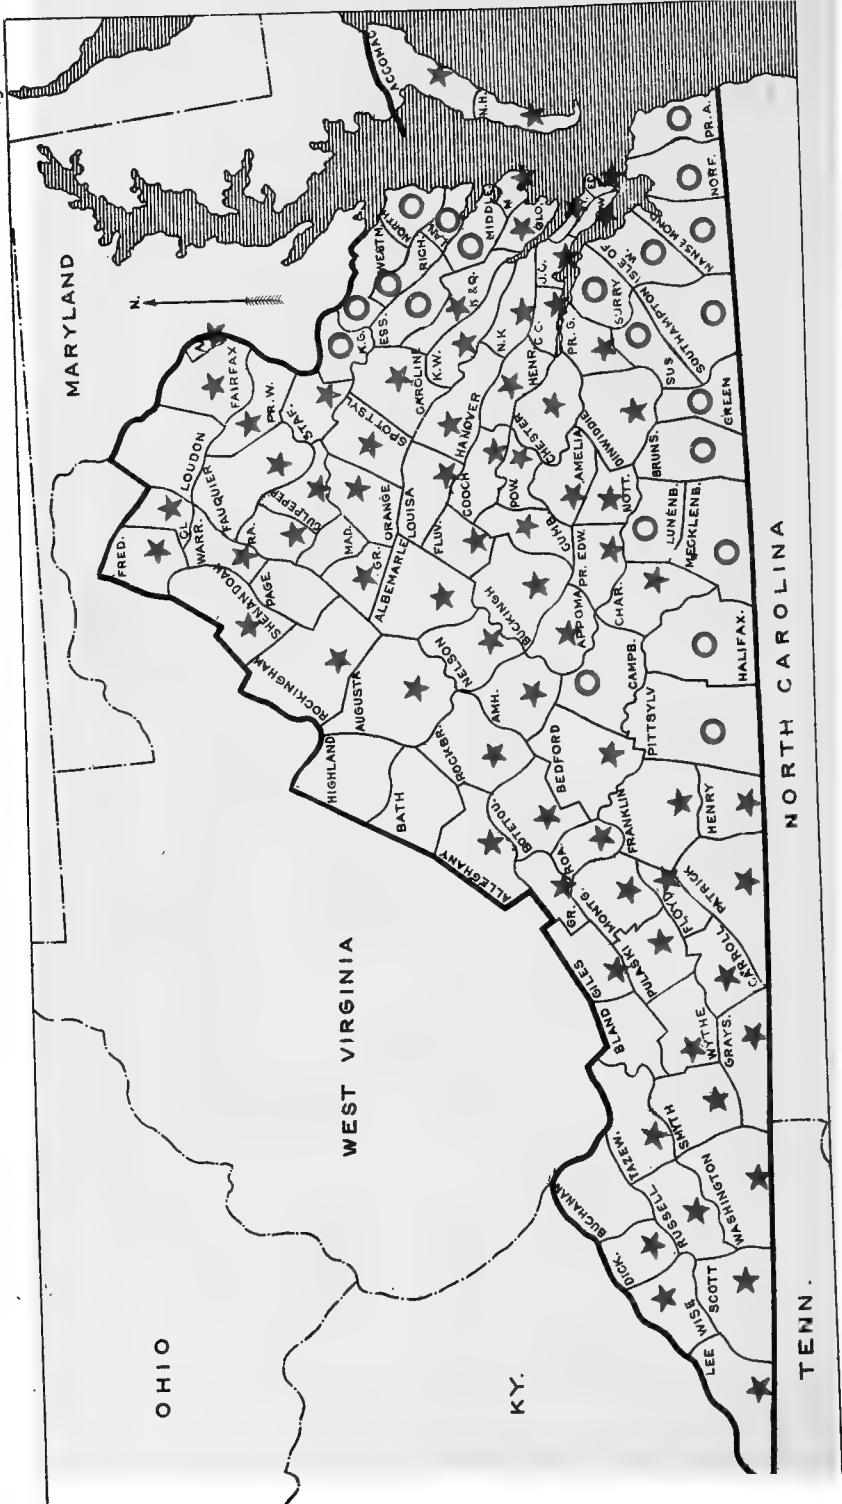 MARYLAND
N.
OHIO
WEST VIRGINIA
KY.
TENN.
NORTH CAROLINA
ACCOMAC
N.H.
FRED.
CL.
LOUDON
FAIRFAX
PR.W.
FAUQUIER
WARR.
RA.
CULPEPER
STAF.
K.G.
WESTM.
NORTH
RICH.
LAN.
ESS.
MIDDLE
K & Q.
M
GLO.
SHENANDOAH
PAGE
MAD.
GR.
ORANGE
SPOTTSYL
CAROLINE
K.W.
N.K
J.C.
C C.
ROCKINGHAM
AUGUSTA
ALBEMARLE
LOUISA
HANOVER
HENR.
FLUV.
GOOCH
POW.
CHESTER
PR.G.
SURRY
ISLE OF W.
NANSEMOND
NORF.
PR.A.
SOUTHAMPTON
SUS
DINWIDDIE
GREEN
BRUNS.
AMELIA
NOTT.
CUMB
BUCKINGH
APPOMA
PR. EDW.
CHAR.
LUNENB.
MECKLENB.
NELSON
AMH.
CAMPB.
HALIFAX.
PITTSYLV
HIGHLAND
BATH
ROCKBR.
ALLEGHANY
BOTETOU.
BEDFORD
ROA.
FRANKLIN
HENRY
PATRICK
FLOYD.
MONTG.
GR.
GILES
PULASKI
CARROLL
BLAND
WYTHE
GRAYS.
TAZEW.
SMYTH
WASHINGTON
RUSSELL
BUCHANAN
DICK.
WISE
SCOTT
LEE